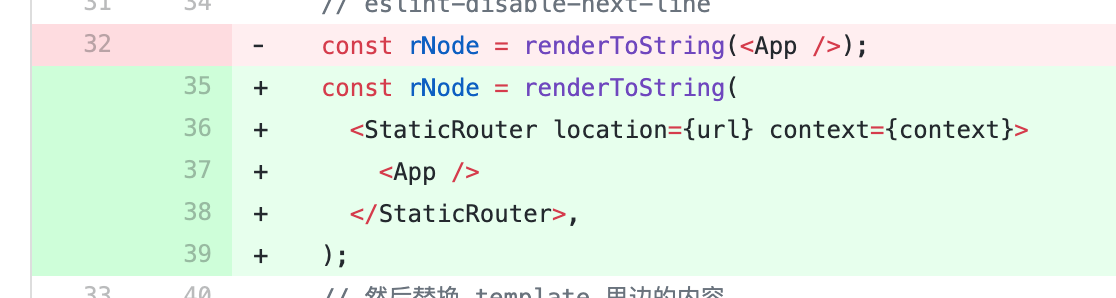 31 34 // eslint-disable-next-line
32 - const rNode = renderToString(<App />);
35 + const rNode = renderToString(
36 + <StaticRouter location={url} context={context}>
37 + <App />
38 + </StaticRouter>,
39 + );
33 40 // 然后替换 template 里边的内容